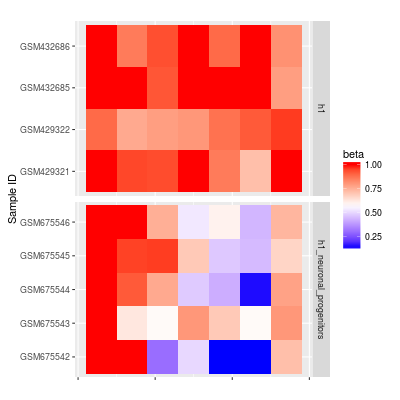 GSM432686
GSM432685
GSM429322
GSM429321
h1
GSM675546
GSM675545
GSM675544
GSM675543
GSM675542
h1_neuronal_progenitors
Sample ID
beta
1.00
0.75
0.50
0.25